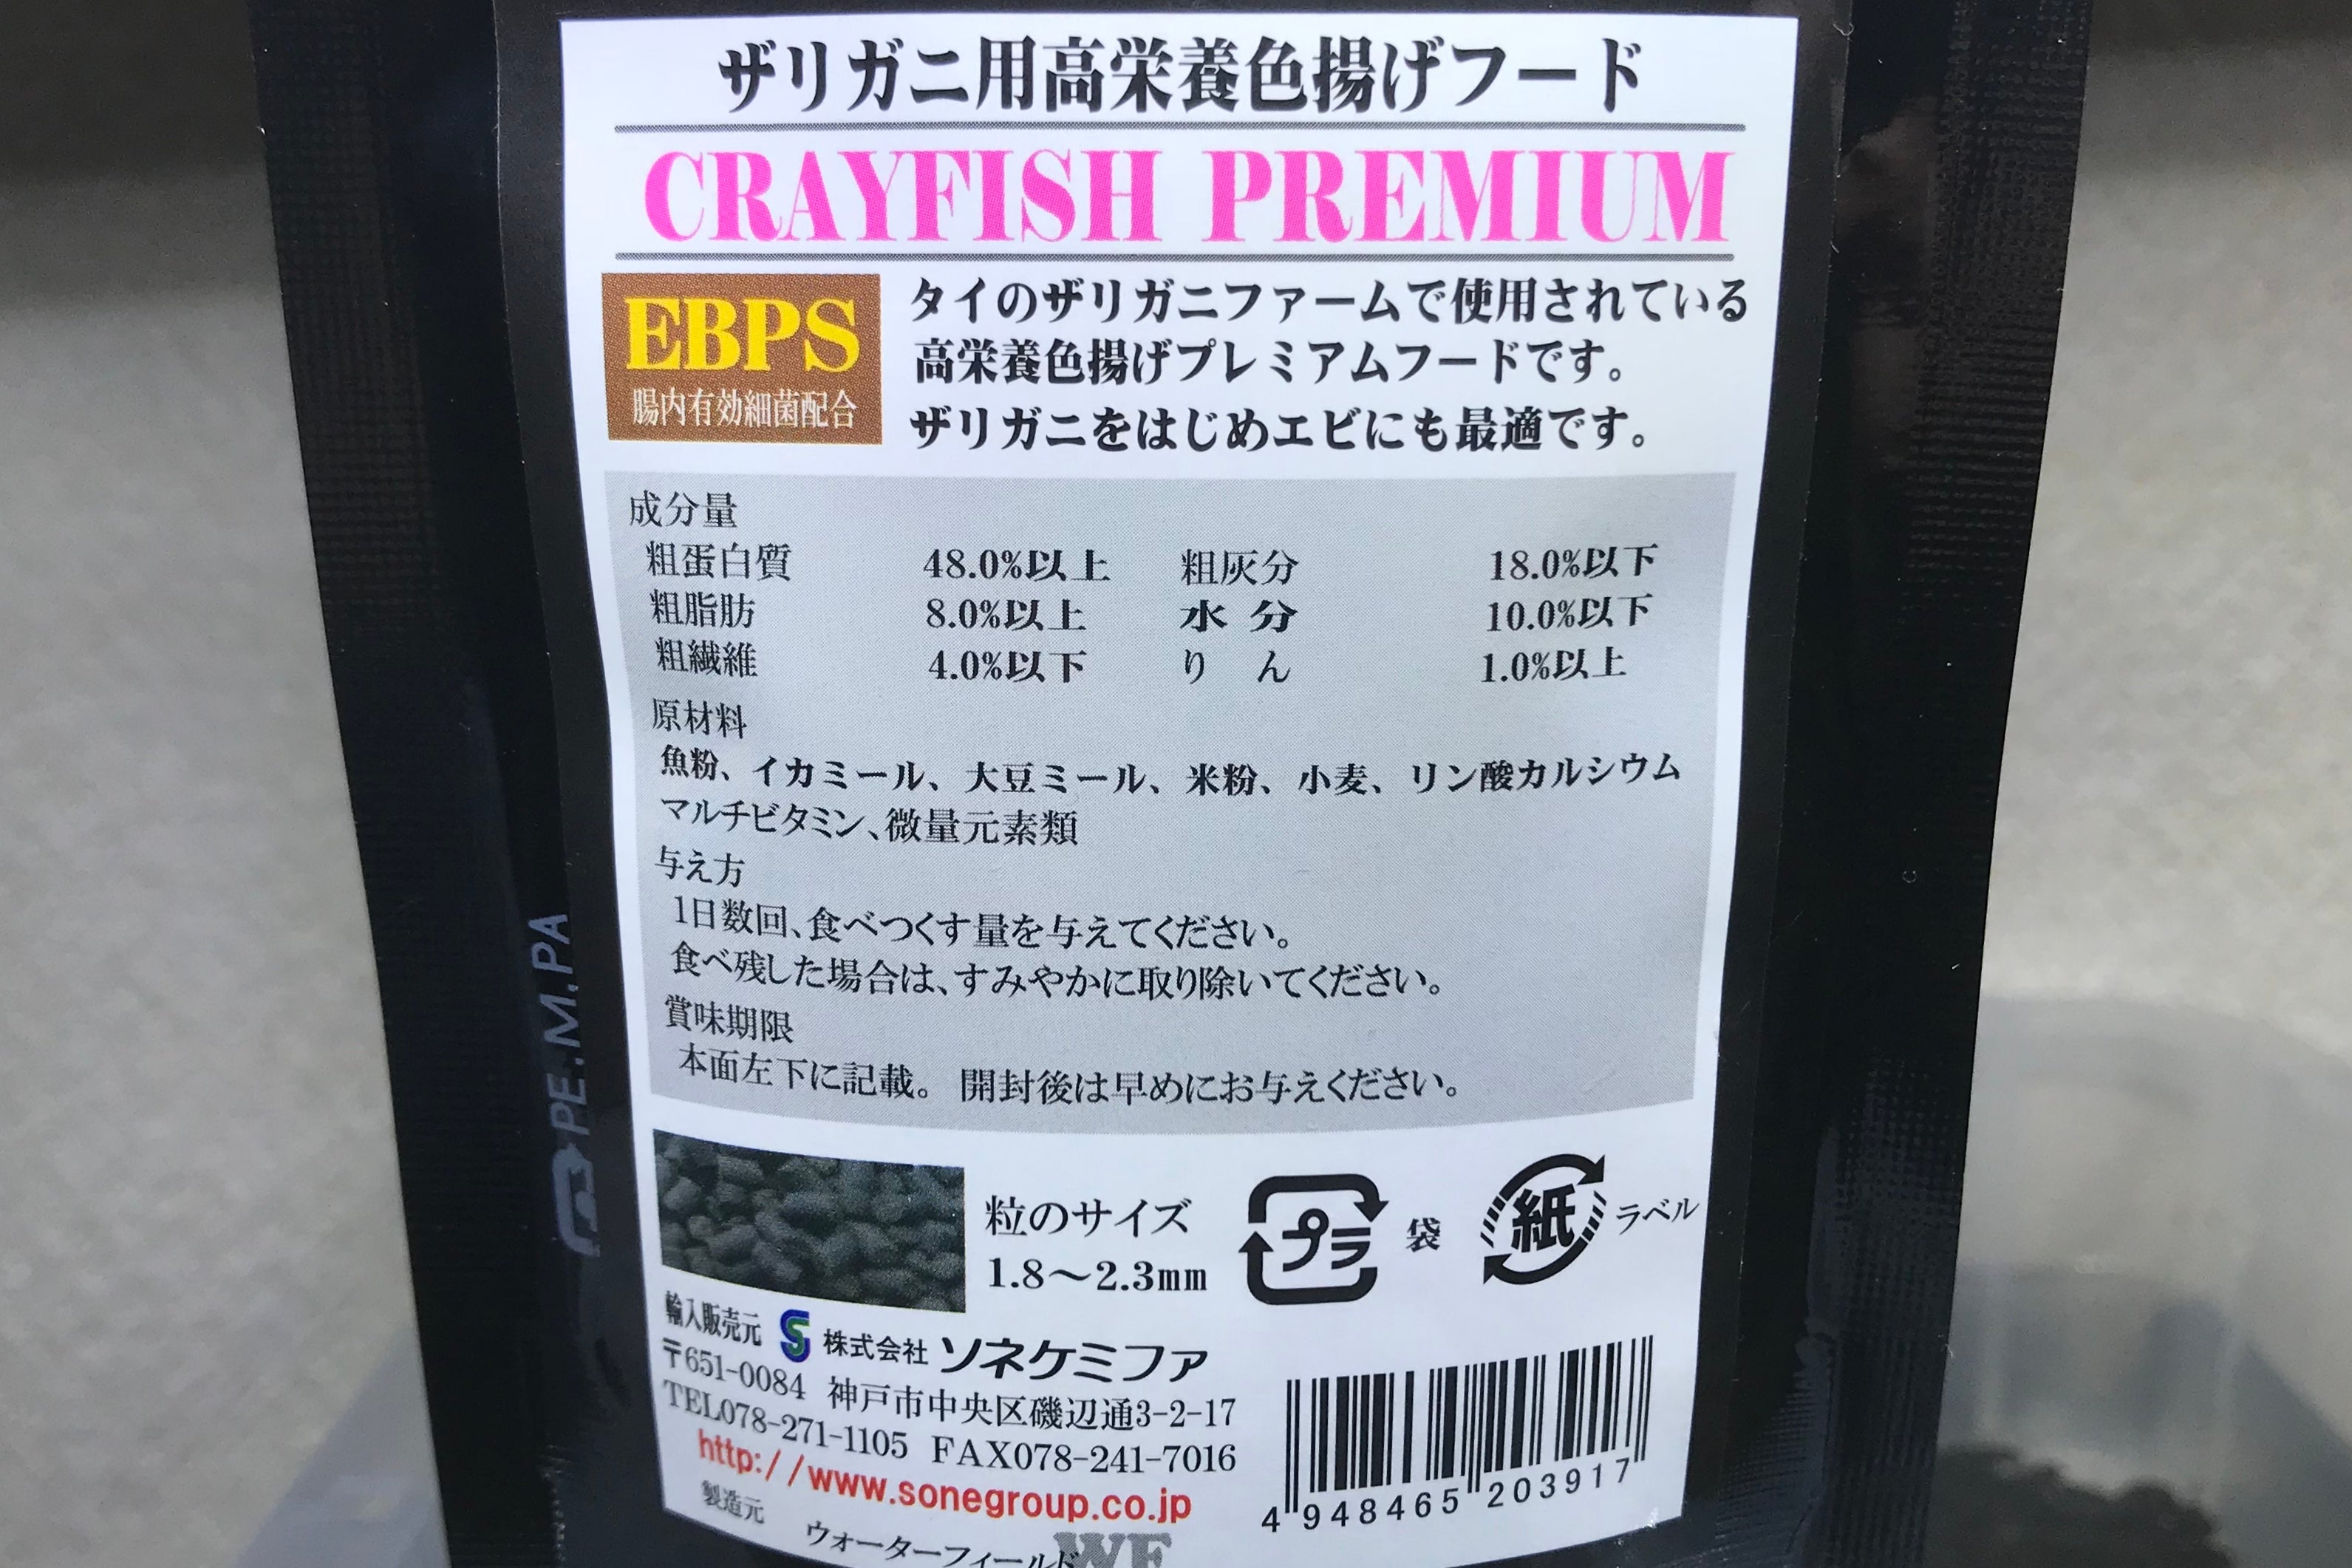 ザリガニ用高栄養色揚げフード
CRAYFISH PREMIUM
EBPS
腸内有効細菌配合
タイのザリガニファームで使用されている
高栄養色揚げプレミアムフードです。
ザリガニをはじめエビにも最適です。
成分量
粗蛋白質 48.0%以上 粗灰分 18.0%以下
粗脂肪 8.0%以上 水分 10.0%以下
粗繊維 4.0%以下 りん 1.0%以上
原材料
魚粉、イカミール、大豆ミール、米粉、小麦、リン酸カルシウム
マルチビタミン、微量元素類
与え方
1日数回、食べつくす量を与えてください。
食べ残した場合は、すみやかに取り除いてください。
賞味期限
本面左下に記載。開封後は早めにお与えください。
粒のサイズ
1.8〜2.3mm
プラ 袋
紙 ラベル
輸入販売元 株式会社 ソネケミファ
〒651-0084 神戸市中央区磯辺通3-2-17
TEL078-271-1105 FAX078-241-7016
http://www.sonegroup.co.jp
製造元 ウォーターフィールド WF
4 948465 203917
PE.M.PA